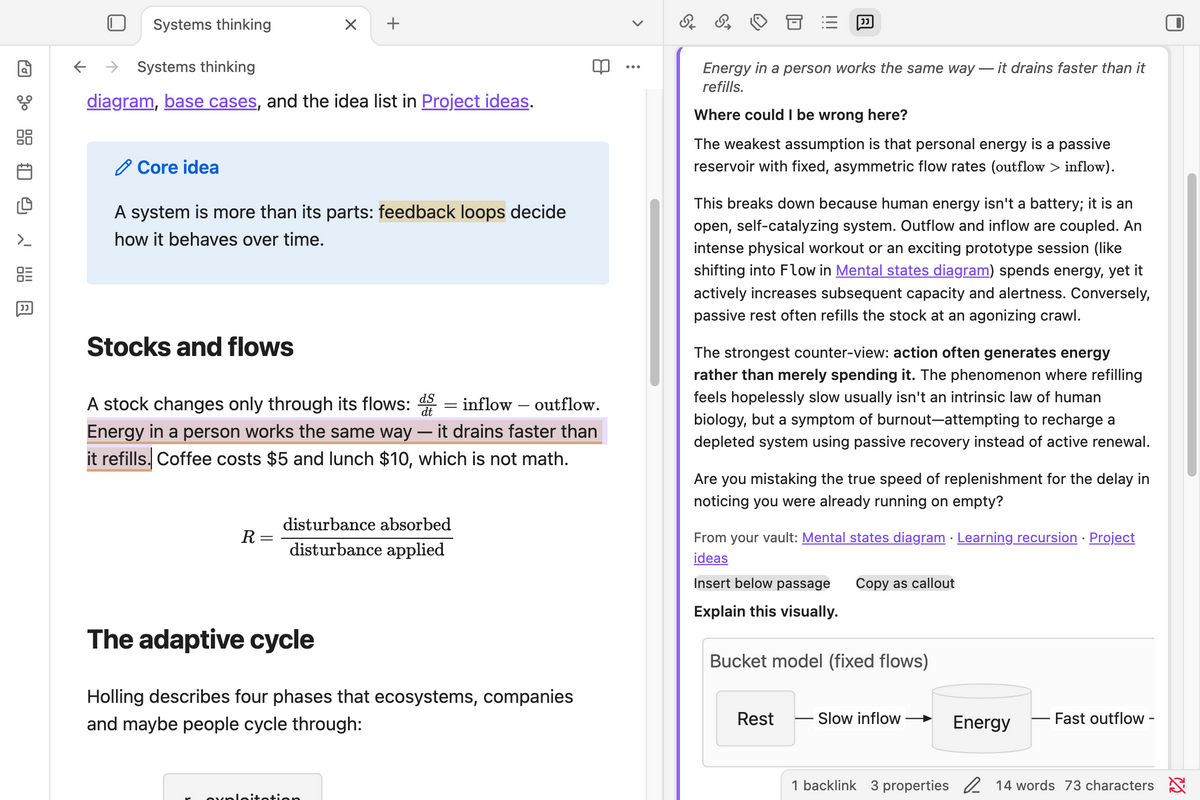 Systems thinking
Systems thinking
diagram, base cases, and the idea list in Project ideas.
Core idea
A system is more than its parts: feedback loops decide
how it behaves over time.
Stocks and flows
A stock changes only through its flows: dS/dt = inflow − outflow.
Energy in a person works the same way — it drains faster than
it refills. Coffee costs $5 and lunch $10, which is not math.
R = disturbance absorbed / disturbance applied
The adaptive cycle
Holling describes four phases that ecosystems, companies
and maybe people cycle through:
Energy in a person works the same way — it drains faster than it
refills.
Where could I be wrong here?
The weakest assumption is that personal energy is a passive
reservoir with fixed, asymmetric flow rates (outflow > inflow).
This breaks down because human energy isn't a battery; it is an
open, self-catalyzing system. Outflow and inflow are coupled. An
intense physical workout or an exciting prototype session (like
shifting into Flow in Mental states diagram) spends energy, yet it
actively increases subsequent capacity and alertness. Conversely,
passive rest often refills the stock at an agonizing crawl.
The strongest counter-view: action often generates energy
rather than merely spending it. The phenomenon where refilling
feels hopelessly slow usually isn't an intrinsic law of human
biology, but a symptom of burnout—attempting to recharge a
depleted system using passive recovery instead of active renewal.
Are you mistaking the true speed of replenishment for the delay in
noticing you were already running on empty?
From your vault: Mental states diagram · Learning recursion · Project
ideas
Insert below passage Copy as callout
Explain this visually.
Bucket model (fixed flows)
Rest Slow inflow Energy Fast outflow
1 backlink 3 properties 14 words 73 characters